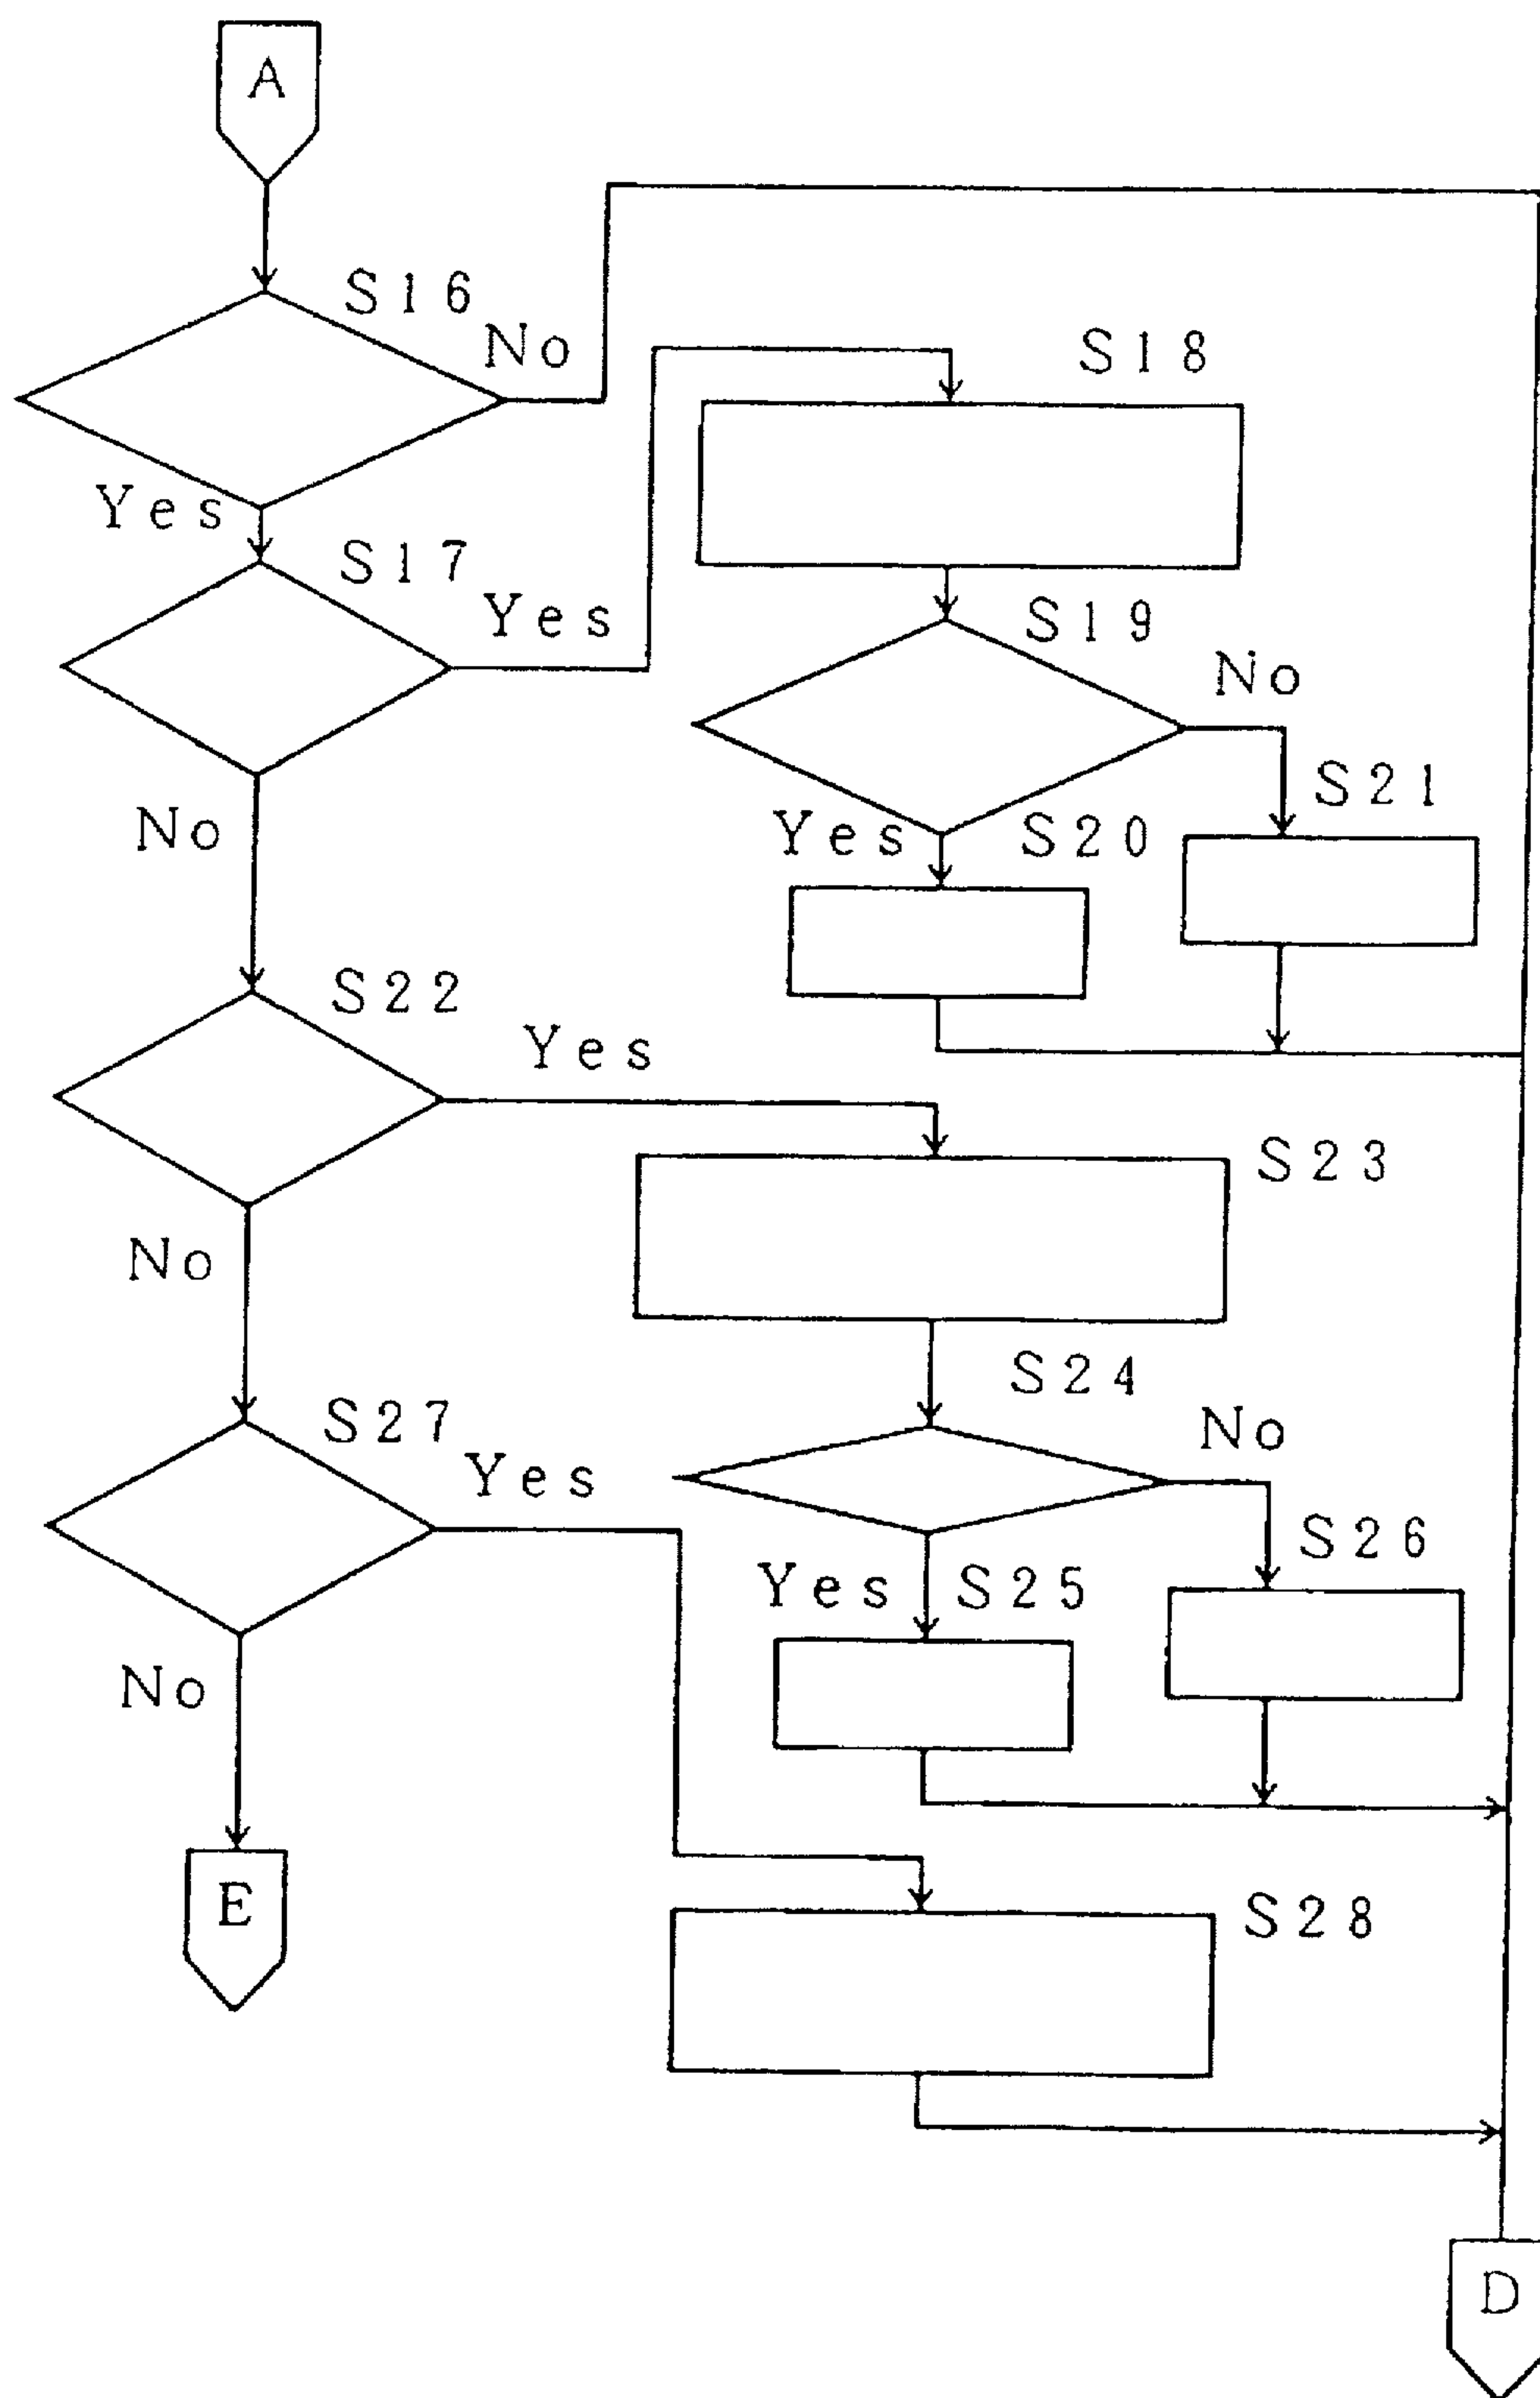 A
S16
No
S18
Yes
S17
Yes
S19
No
S21
No
Yes
S20
S22
Yes
S23
No
S24
S27
No
Yes
S26
Yes
S25
No
E
S28
D